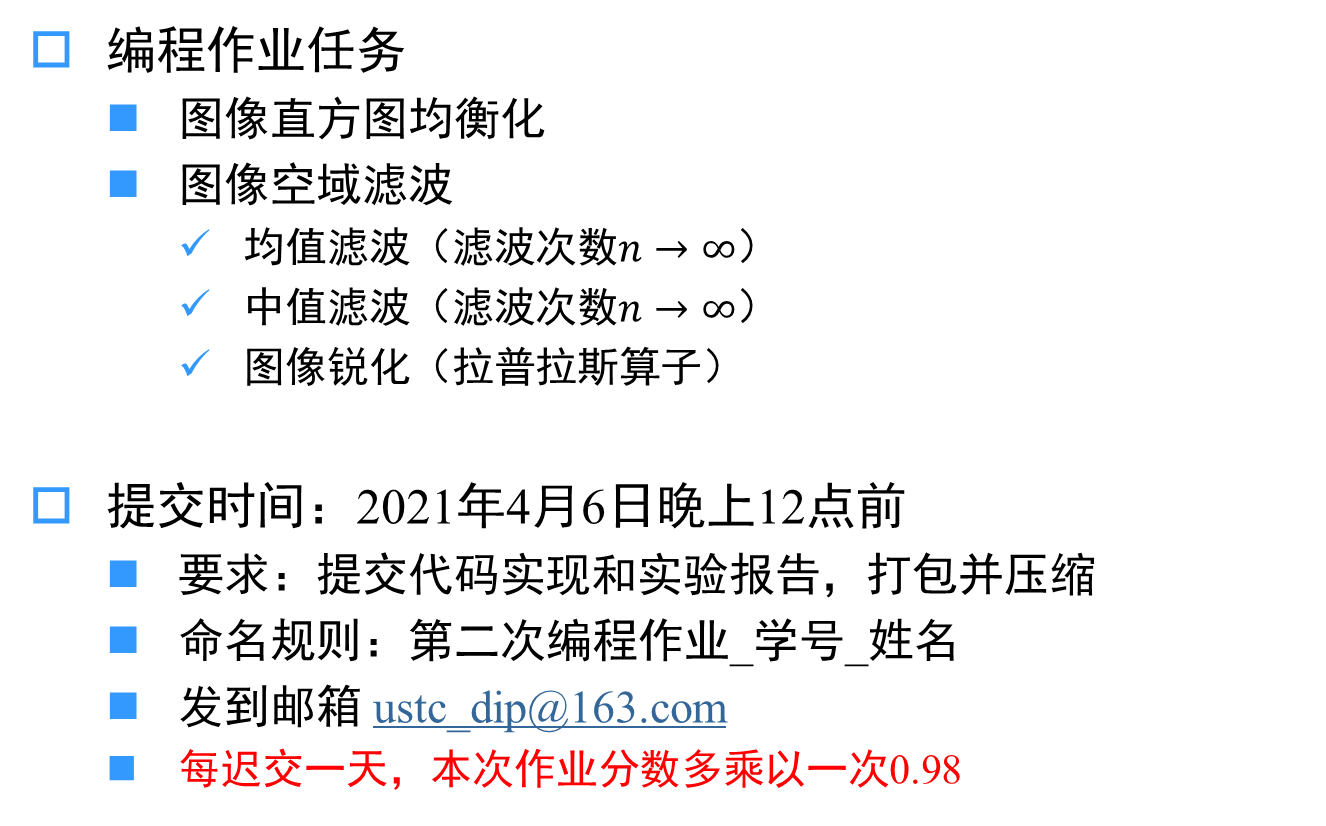 编程作业任务
图像直方图均衡化
图像空域滤波
均值滤波（滤波次数n → ∞）
中值滤波（滤波次数n → ∞）
图像锐化（拉普拉斯算子）
提交时间：2021年4月6日晚上12点前
要求：提交代码实现和实验报告，打包并压缩
命名规则：第二次编程作业_学号_姓名
发到邮箱 ustc_dip@163.com
每迟交一天，本次作业分数多乘以一次0.98